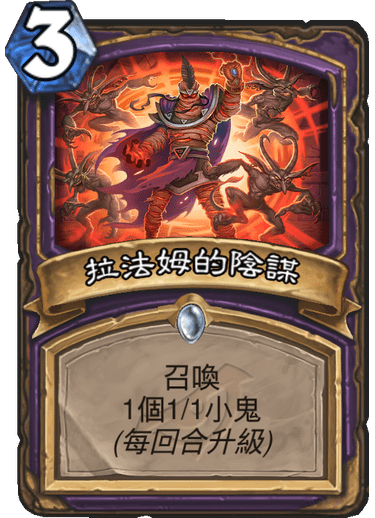 3
拉法姆的陰謀
召喚
1個1/1小鬼
(每回合升級)